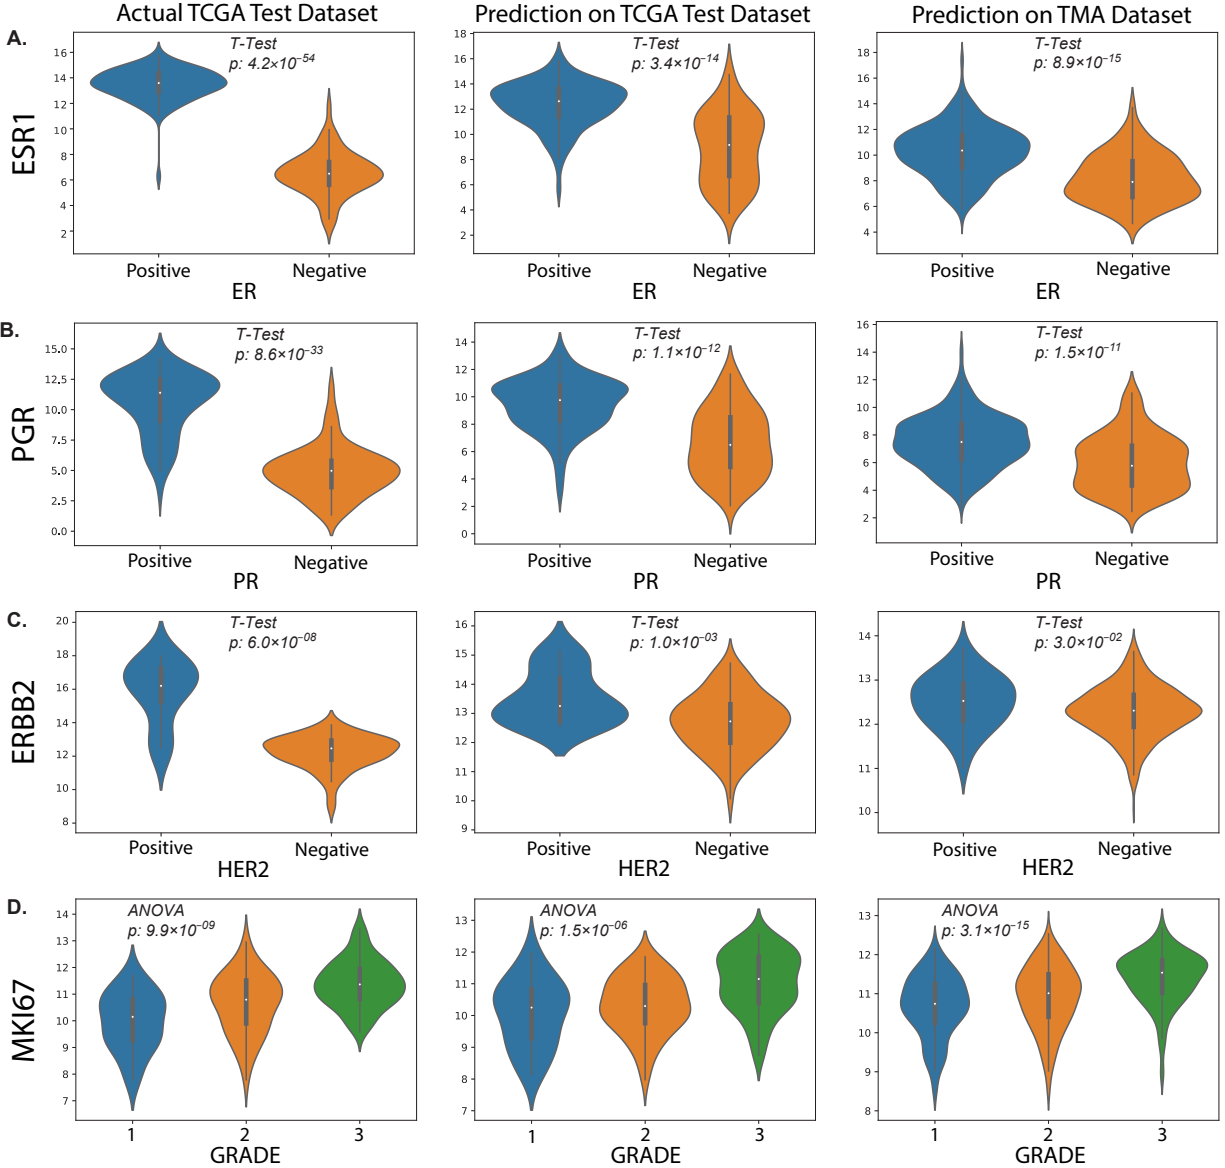 Actual TCGA Test Dataset
Prediction on TCGA Test Dataset
Prediction on TMA Dataset
A.
ESR1
16
14
12
10
8
6
4
2
T-Test
p: 4.2×10⁻⁵⁴
Positive
Negative
ER
18
16
14
12
10
8
6
4
2
T-Test
p: 3.4×10⁻¹⁴
Positive
Negative
ER
18
16
14
12
10
8
6
4
T-Test
p: 8.9×10⁻¹⁵
Positive
Negative
ER
B.
PGR
15.0
12.5
10.0
7.5
5.0
2.5
0.0
T-Test
p: 8.6×10⁻³³
Positive
Negative
PR
14
12
10
8
6
4
2
0
T-Test
p: 1.1×10⁻¹²
Positive
Negative
PR
16
14
12
10
8
6
4
2
T-Test
p: 1.5×10⁻¹¹
Positive
Negative
PR
C.
ERBB2
20
18
16
14
12
10
8
T-Test
p: 6.0×10⁻⁰⁸
Positive
Negative
HER2
16
15
14
13
12
11
10
9
T-Test
p: 1.0×10⁻⁰³
Positive
Negative
HER2
14
13
12
11
10
T-Test
p: 3.0×10⁻⁰²
Positive
Negative
HER2
D.
MKI67
14
13
12
11
10
9
8
7
ANOVA
p: 9.9×10⁻⁰⁹
1
2
3
GRADE
13
12
11
10
9
8
7
ANOVA
p: 1.5×10⁻⁰⁶
1
2
3
GRADE
13
12
11
10
9
8
ANOVA
p: 3.1×10⁻¹⁵
1
2
3
GRADE